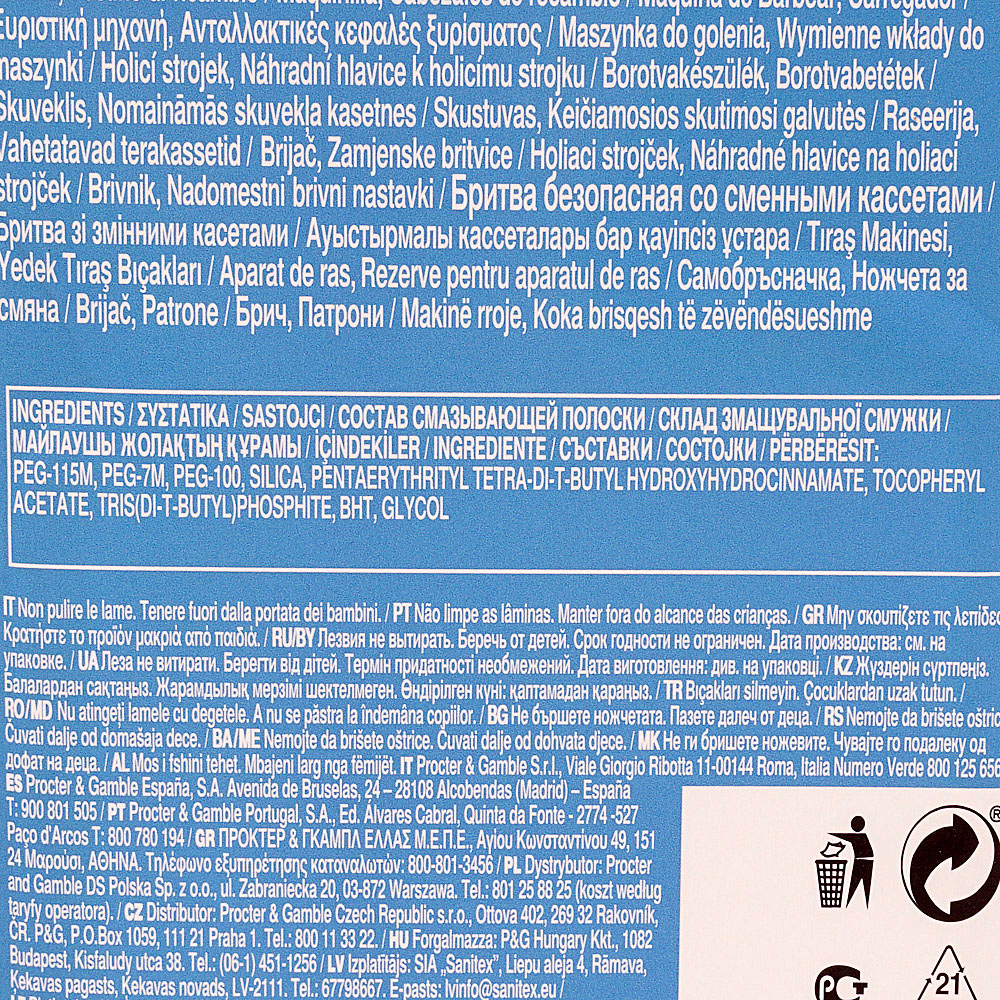 Ξυριστική μηχανή, Ανταλλακτικές κεφαλές ξυρίσματος / Maszynka do golenia, Wymienne wkłady do
maszynki / Holicí strojek, Náhradní hlavice k holicímu strojku / Borotvakészülék, Borotvabetétek /
Skuveklis, Nomaināmās skuvekļa kasetnes / Skustuvas, Keičiamosios skutimosi galvutės / Raseerija,
Vahetatavad terakassetid / Brijač, Zamjenske britvice / Holiaci strojček, Náhradné hlavice na holiaci
strojček / Brivnik, Nadomestni brivni nastavki / Бритва безопасная со сменными кассетами /
Бритва зі змінними касетами / Ауыстырмалы кассеталары бар қауіпсіз ұстара / Tıraş Makinesi,
Yedek Tıraş Bıçakları / Aparat de ras, Rezerve pentru aparatul de ras / Самобръсначка, Ножчета за
смяна / Brijač, Patrone / Брич, Патрони / Makinë rroje, Koka brisqesh të zëvëndësueshme
INGREDIENTS / ΣΥΣΤΑΤΙΚΑ / SASTOJCI / СОСТАВ СМАЗЫВАЮЩЕЙ ПОЛОСКИ / СКЛАД ЗМАЩУВАЛЬНОЇ СМУЖКИ /
МАЙЛАУШЫ ЖОЛАҚТЫҢ ҚҰРАМЫ / İÇİNDEKİLER / INGREDIENTE / СЪСТАВКИ / СОСТОЈКИ / PËRBËRËSIT:
PEG-115M, PEG-7M, PEG-100, SILICA, PENTAERYTHRITYL TETRA-DI-T-BUTYL HYDROXYHYDROCINNAMATE, TOCOPHERYL
ACETATE, TRIS(DI-T-BUTYL)PHOSPHITE, BHT, GLYCOL
IT Non pulire le lame. Tenere fuori dalla portata dei bambini. / PT Não limpe as lâminas. Manter fora do alcance das crianças. / GR Μην σκουπίζετε τις λεπίδες.
Κρατήστε το προϊόν μακριά από παιδιά. / RU/BY Лезвия не вытирать. Беречь от детей. Срок годности не ограничен. Дата производства: см. на
упаковке. / UA Леза не витирати. Берегти від дітей. Термін придатності необмежений. Дата виготовлення: див. на упаковці. / KZ Жүздерін сүртпеңіз.
Балалардан сақтаңыз. Жарамдылық мерзімі шектелмеген. Өндірілген күні: қаптамадан қараңыз. / TR Bıçakları silmeyin. Çocuklardan uzak tutun. /
RO/MD Nu atingeţi lamele cu degetele. A nu se păstra la îndemâna copiilor. / BG Не бършете ножчетата. Пазете далеч от деца. / RS Nemojte da brišete oštrice.
Čuvati dalje od domašaja dece. / BA/ME Nemojte da brišete oštrice. Čuvati dalje od dohvata djece. / MK Не ги бришете ножевите. Чувајте го подалеку од
дофат на деца. / AL Mos i fshini tehet. Mbajeni larg nga fëmijët. IT Procter & Gamble S.r.l., Viale Giorgio Ribotta 11-00144 Roma, Italia Numero Verde 800 125 656
ES Procter & Gamble España, S.A. Avenida de Bruselas, 24 – 28108 Alcobendas (Madrid) – España
T: 900 801 505 / PT Procter & Gamble Portugal, S.A., Ed. Álvares Cabral, Quinta da Fonte - 2774 -527
Paço d'Arcos T: 800 780 194 / GR ΠΡΟΚΤΕΡ & ΓΚΑΜΠΛ ΕΛΛΑΣ Μ.Ε.Π.Ε., Αγίου Κωνσταντίνου 49, 151
24 Μαρούσι, ΑΘΗΝΑ. Τηλέφωνο εξυπηρέτησης καταναλωτών: 800-801-3456 / PL Dystrybutor: Procter
and Gamble DS Polska Sp. z o.o., ul. Zabraniecka 20, 03-872 Warszawa. Tel.: 801 25 88 25 (koszt według
taryfy operatora). / CZ Distributor: Procter & Gamble Czech Republic s.r.o., Ottova 402, 269 32 Rakovník,
ČR. P&G, P.O.Box 1059, 111 21 Praha 1. Tel.: 800 11 33 22. / HU Forgalmazza: P&G Hungary Kkt., 1082
Budapest, Kisfaludy utca 38. Tel.: (06-1) 451-1256 / LV Izplatītājs: SIA „Sanitex", Liepu aleja 4, Rāmava,
Ķekavas pagasts, Ķekavas novads, LV-2111. Tel.: 67798667. E-pasts: lvinfo@sanitex.eu /
®
21